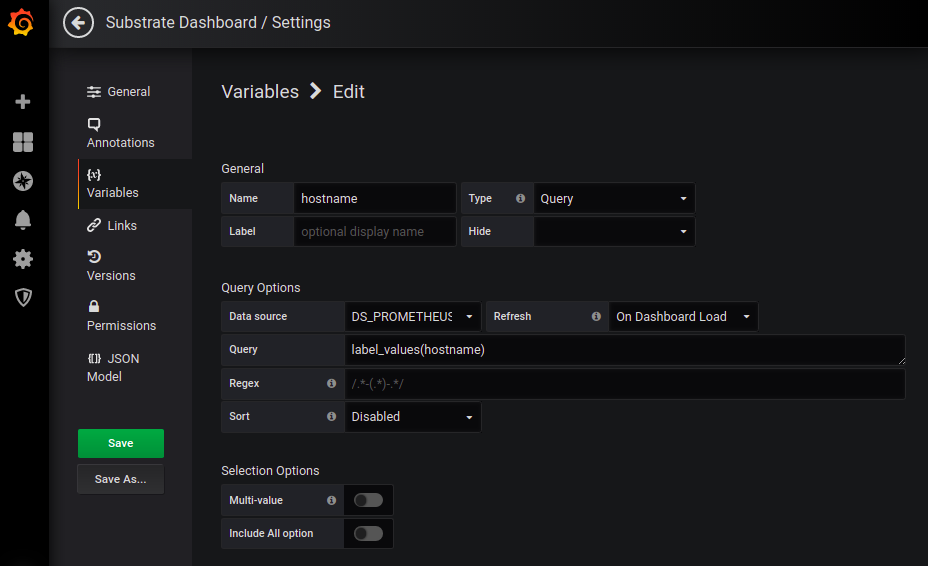 Substrate Dashboard / Settings
General
Annotations
Variables
Links
Versions
Permissions
JSON
Model
Save
Save As...
Variables > Edit
General
Name hostname Type Query
Label optional display name Hide
Query Options
Data source DS_PROMETHEUS Refresh On Dashboard Load
Query label_values(hostname)
Regex /.*-(.*)-.*/
Sort Disabled
Selection Options
Multi-value
Include All option